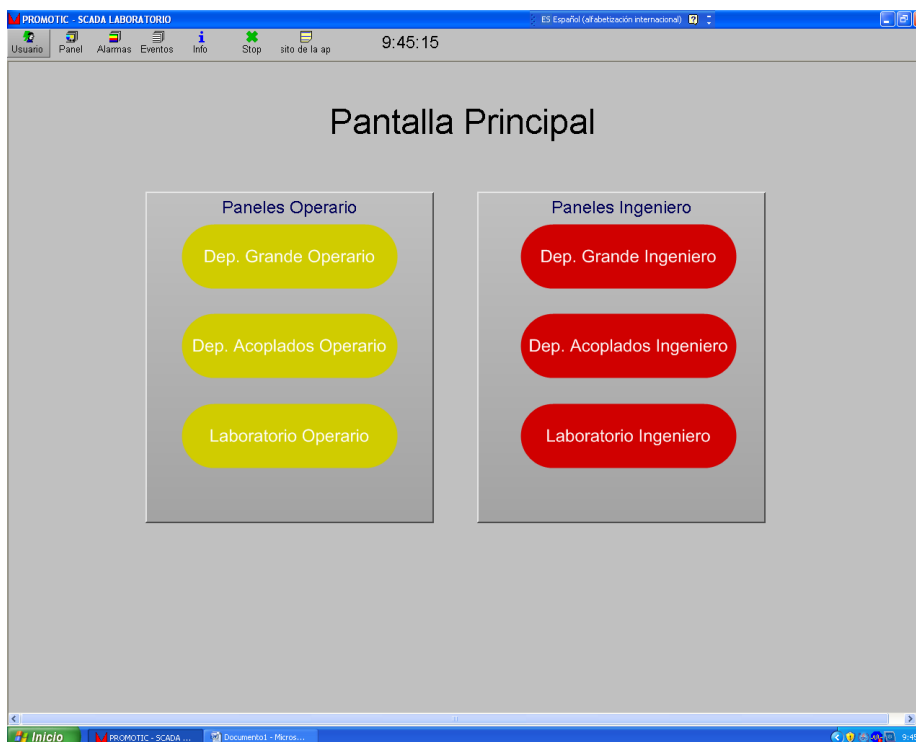 PROMOTIC - SCADA LABORATORIO
ES Español (alfabetización internacional)
Usuario
Panel
Alarmas
Eventos
Info
Stop
sito de la ap
9:45:15
Pantalla Principal
Paneles Operario
Dep. Grande Operario
Dep. Acoplados Operario
Laboratorio Operario
Paneles Ingeniero
Dep. Grande Ingeniero
Dep. Acoplados Ingeniero
Laboratorio Ingeniero
Inicio
PROMOTIC - SCADA ...
Documento1 - Micros...
9:45